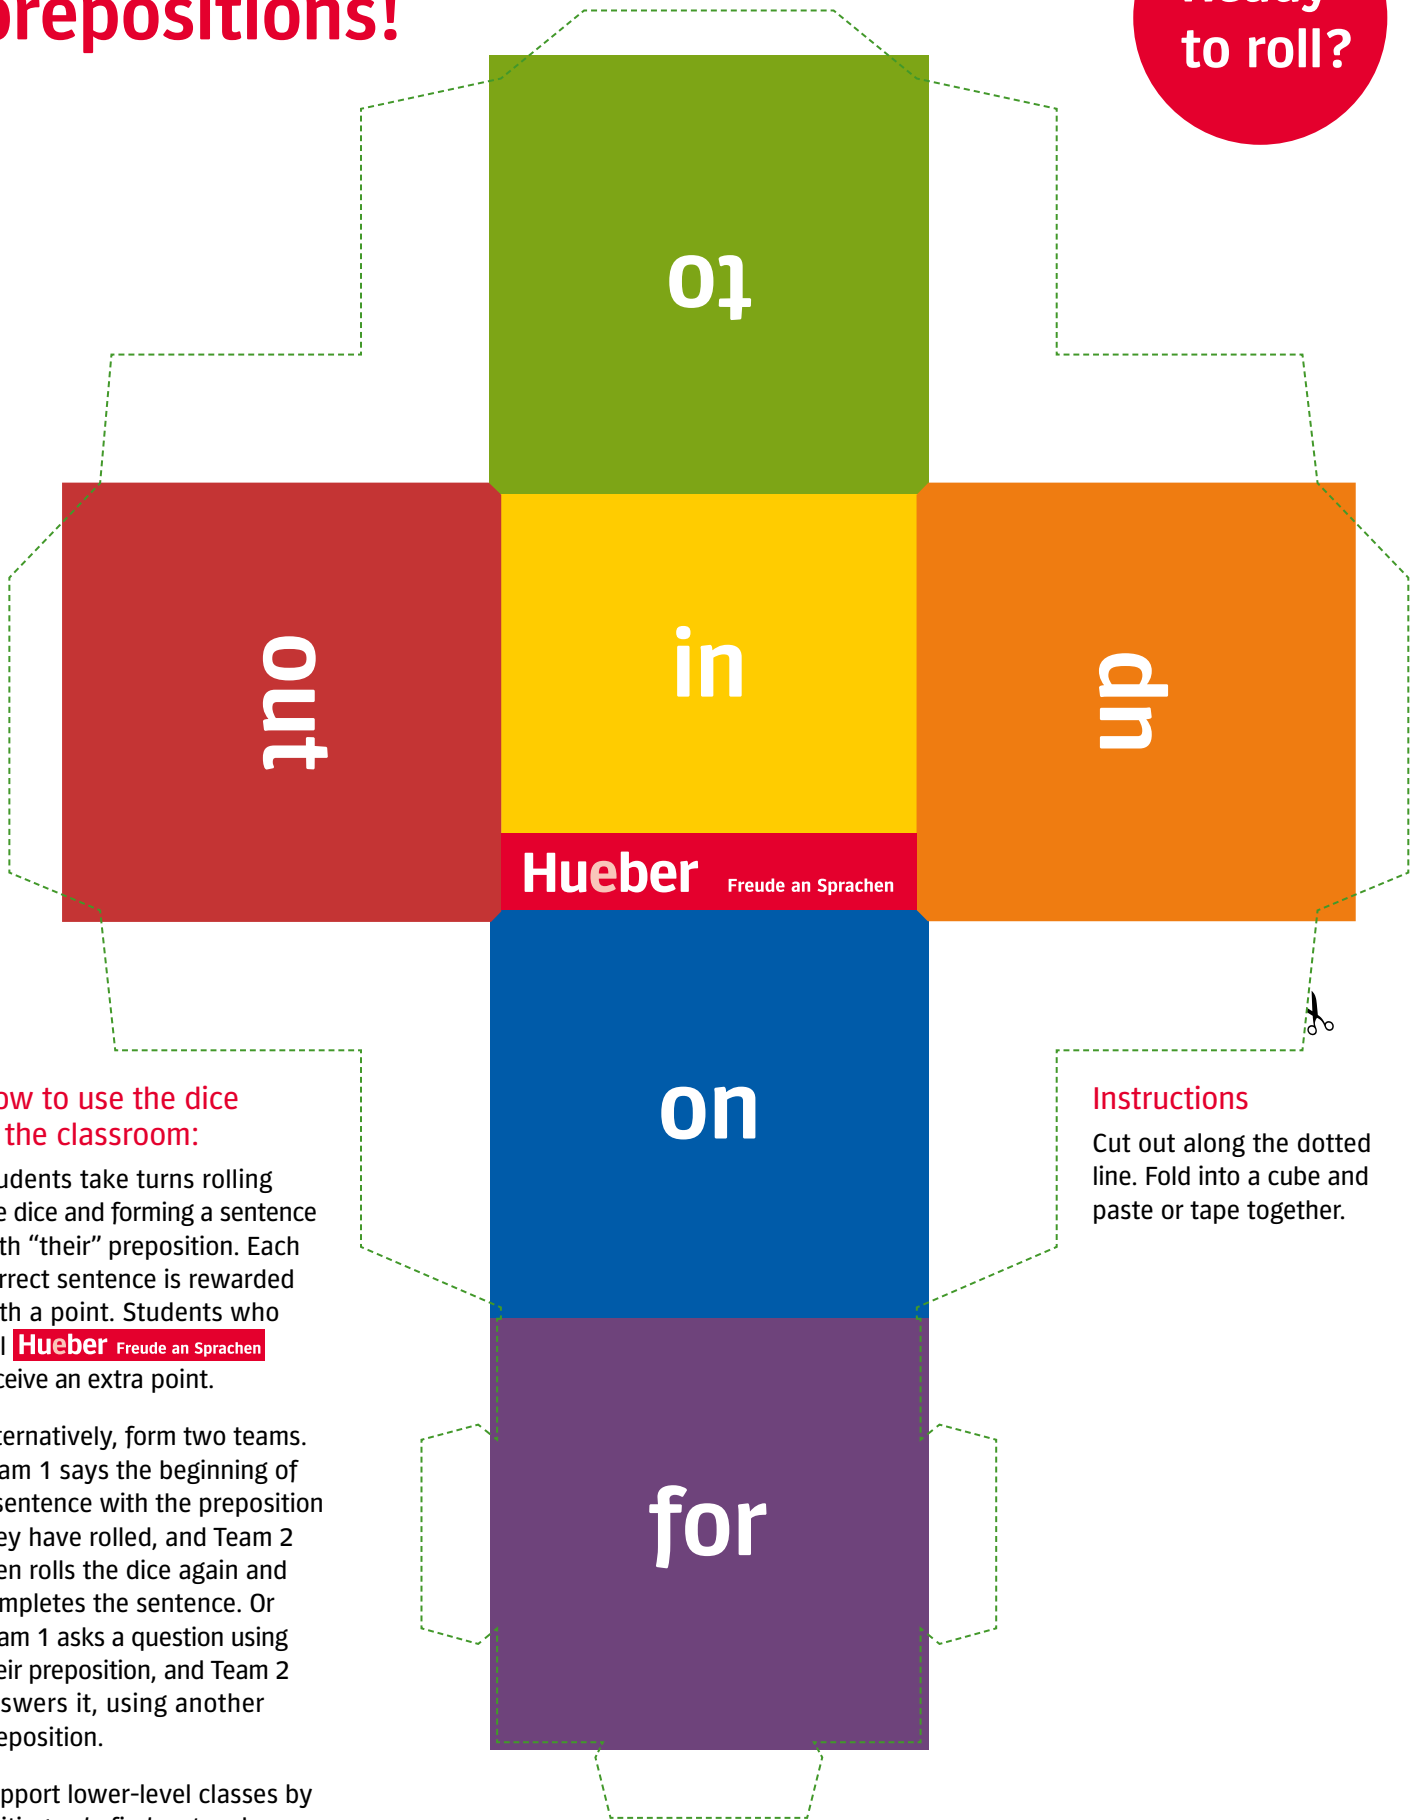 prepositions!
Ready
to roll?
to
out
in
up
Hueber Freude an Sprachen
on
for
ow to use the dice
the classroom:
udents take turns rolling
e dice and forming a sentence
th “their” preposition. Each
rrect sentence is rewarded
th a point. Students who
l Hueber Freude an Sprachen
ceive an extra point.
ternatively, form two teams.
am 1 says the beginning of
sentence with the preposition
ey have rolled, and Team 2
en rolls the dice again and
mpletes the sentence. Or
am 1 asks a question using
eir preposition, and Team 2
swers it, using another
eposition.
pport lower-level classes by
Instructions
Cut out along the dotted
line. Fold into a cube and
paste or tape together.